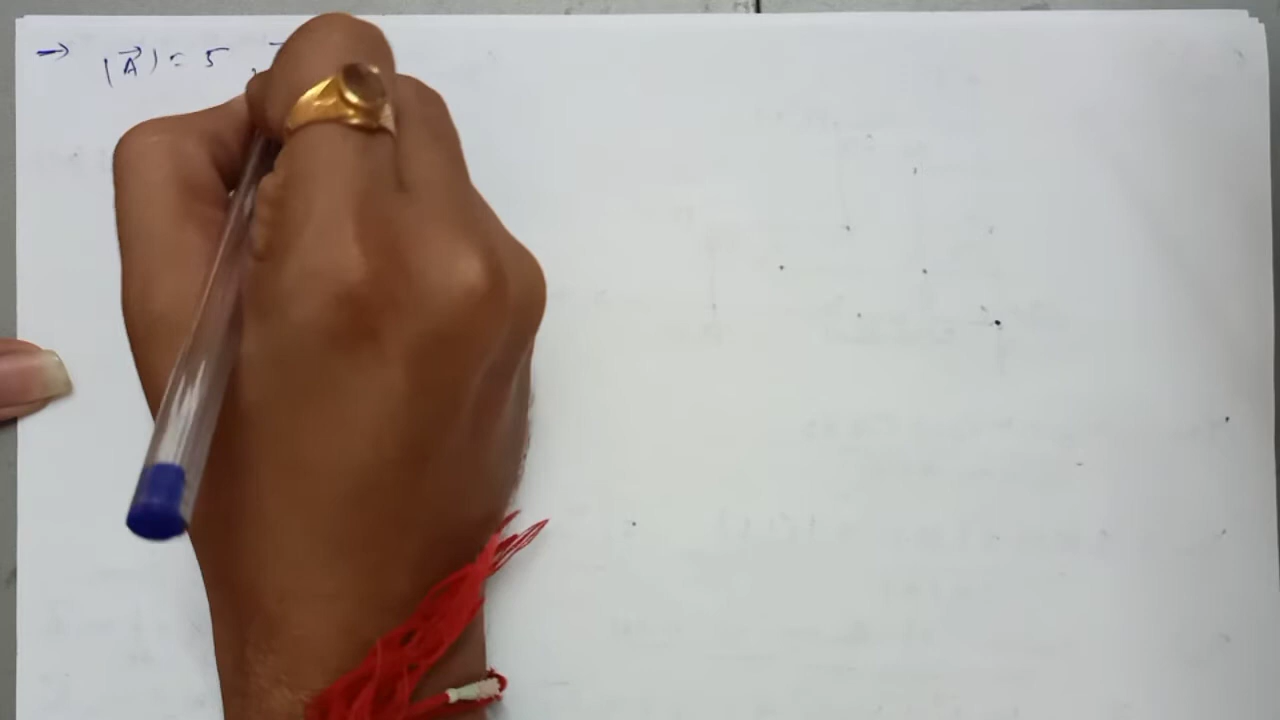 → |A⃗| = 5 ,